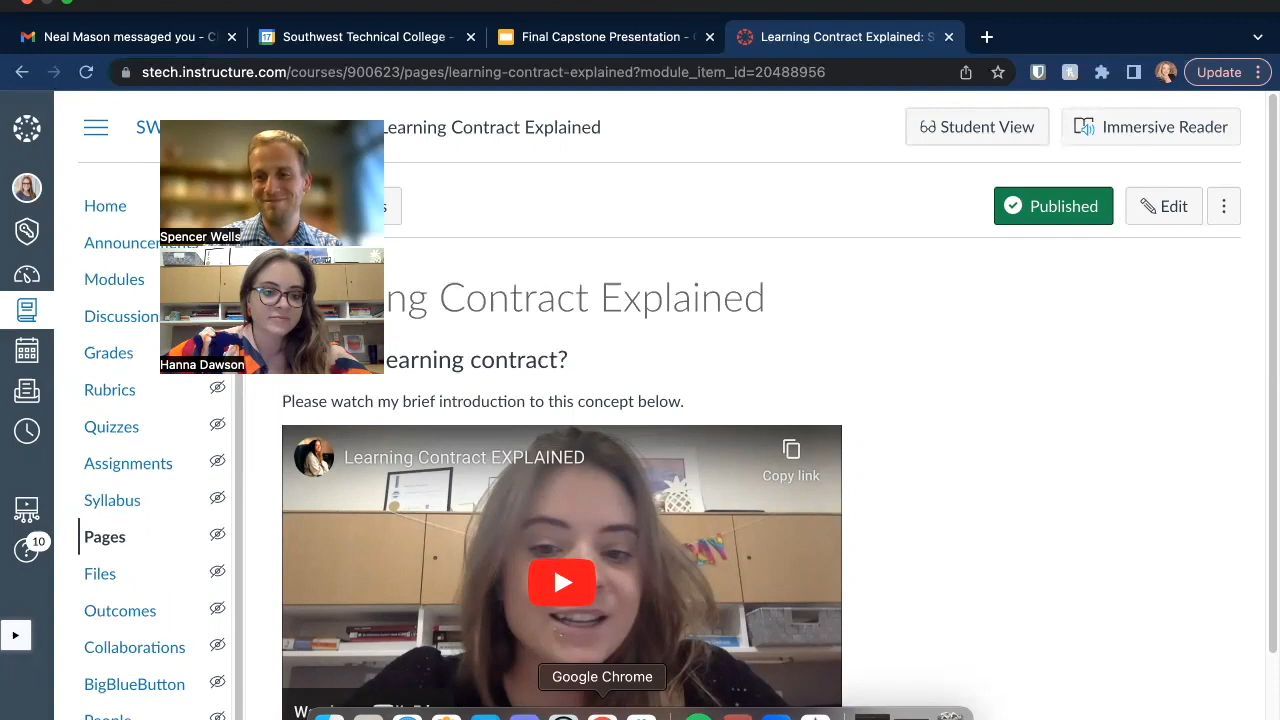 Neal Mason messaged you - C
Southwest Technical College -
17
Final Capstone Presentation -
Learning Contract Explained: S
stech.instructure.com/courses/900623/pages/learning-contract-explained?module_item_id=20488956
Update
SW
Learning Contract Explained
Student View
Immersive Reader
Home
Spencer Wells
Published
Edit
Modules
ng Contract Explained
Discussion
Grades
Hanna Dawson
earning contract?
Rubrics
Please watch my brief introduction to this concept below.
Quizzes
Learning Contract EXPLAINED
Copy link
Assignments
Syllabus
Pages
10
Files
Outcomes
Collaborations
BigBlueButton
Google Chrome